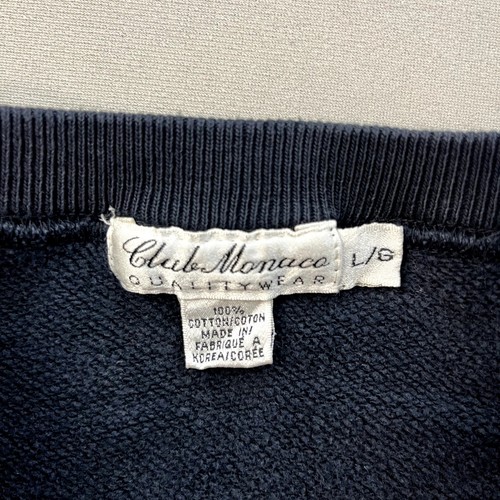 Club Monaco
QUALITYWEAR
L/G
100%
COTTON/COTON
MADE IN/
FABRIQUÉ A
KOREA/CORÉE